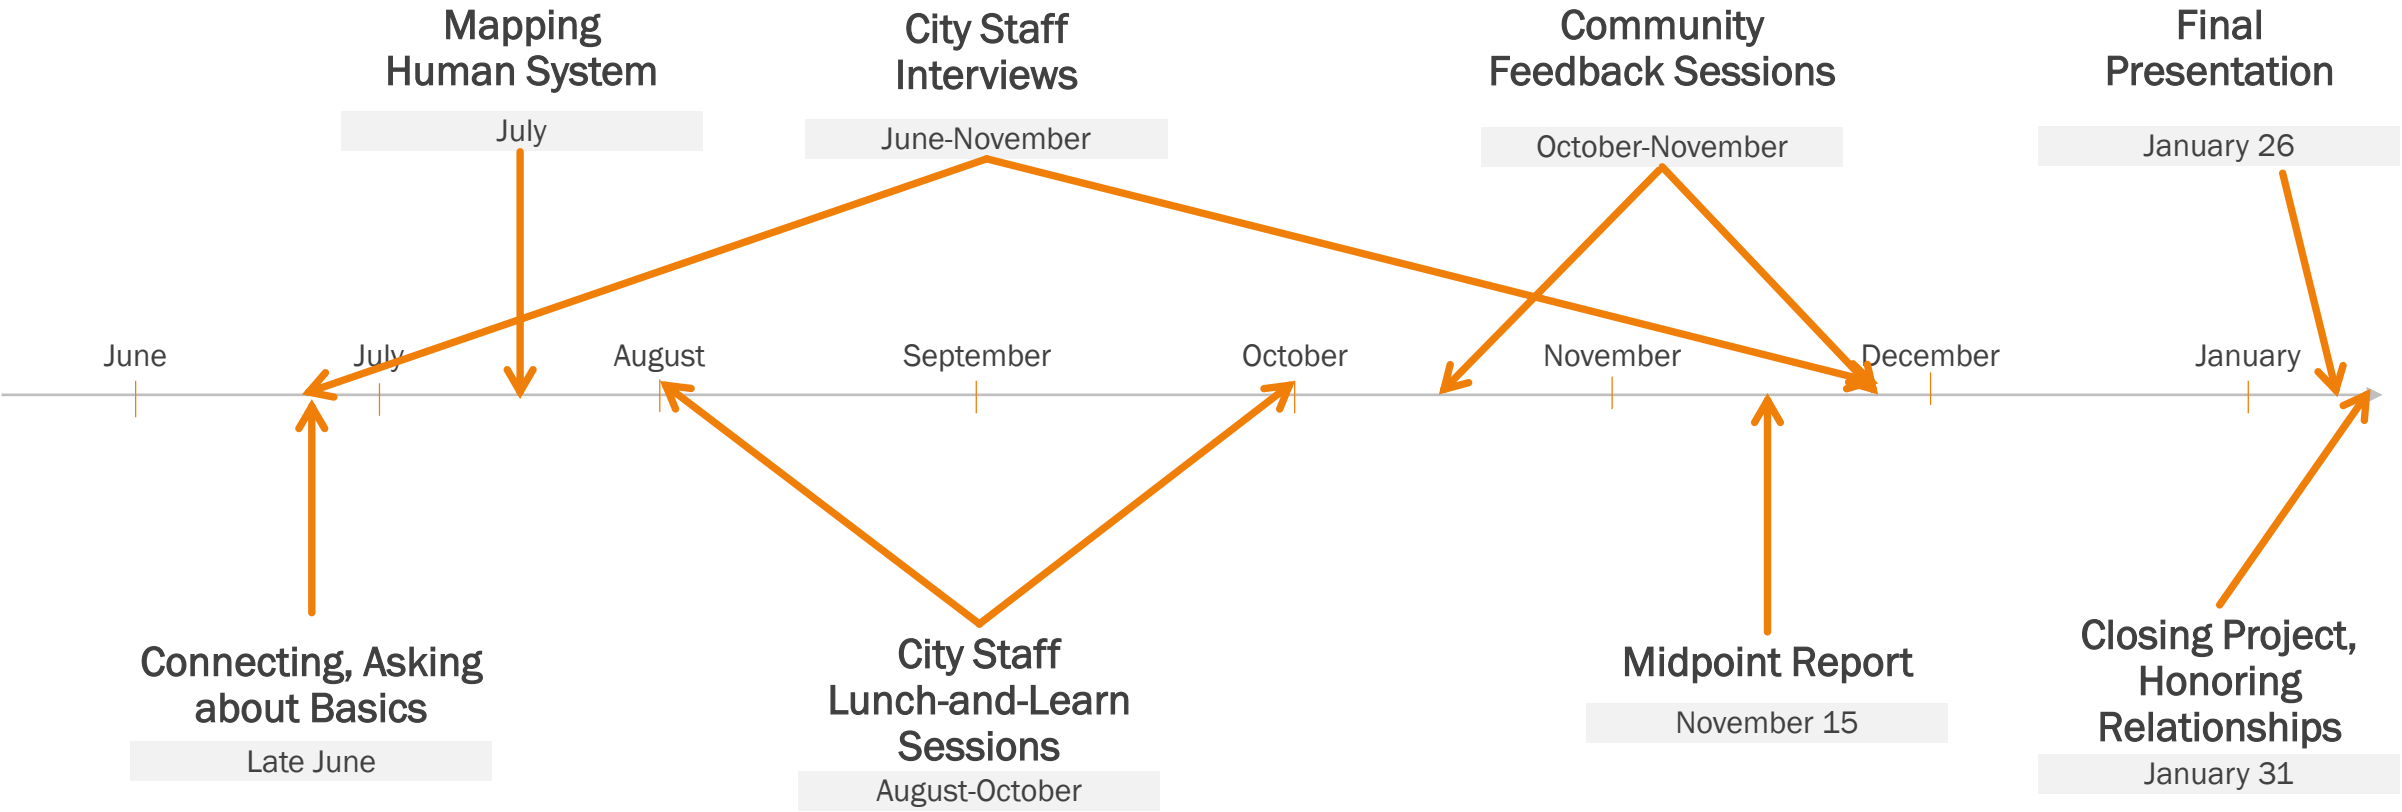 Mapping
Human System
July
City Staff
Interviews
June-November
Community
Feedback Sessions
October-November
Final
Presentation
January 26
June
July
August
September
October
November
December
January
Connecting, Asking
about Basics
Late June
City Staff
Lunch-and-Learn
Sessions
August-October
Midpoint Report
November 15
Closing Project,
Honoring
Relationships
January 31